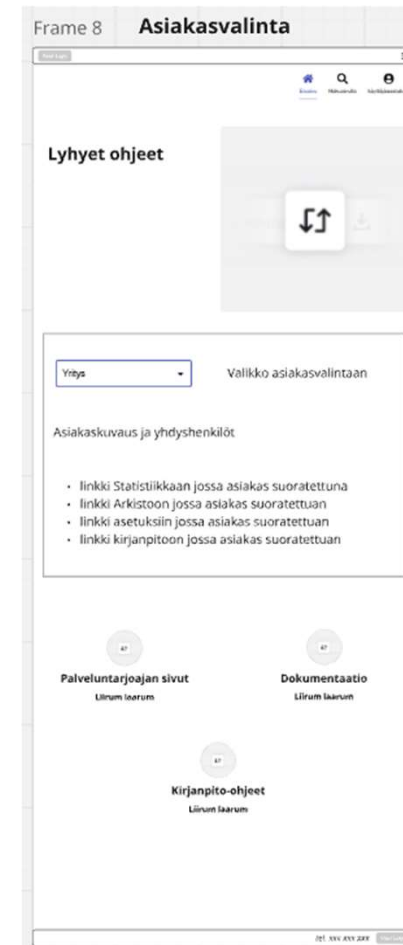 Frame 8
Asiakasvalinta
Etusivu
Lyhyet ohjeet
Yritys
Valikko asiakasvalintaan
Asiakaskuvaus ja yhdyshenkilöt
• linkki Statistiikkaan jossa asiakas suoratettuna
• linkki Arkistoon jossa asiakas suoratettuan
• linkki asetuksiin jossa asiakas suoratettuan
• linkki kirjanpitoon jossa asiakas suoratettuan
Palveluntarjoajan sivut
Liirum laarum
Dokumentaatio
Liirum laarum
Kirjanpito-ohjeet
Liirum laarum